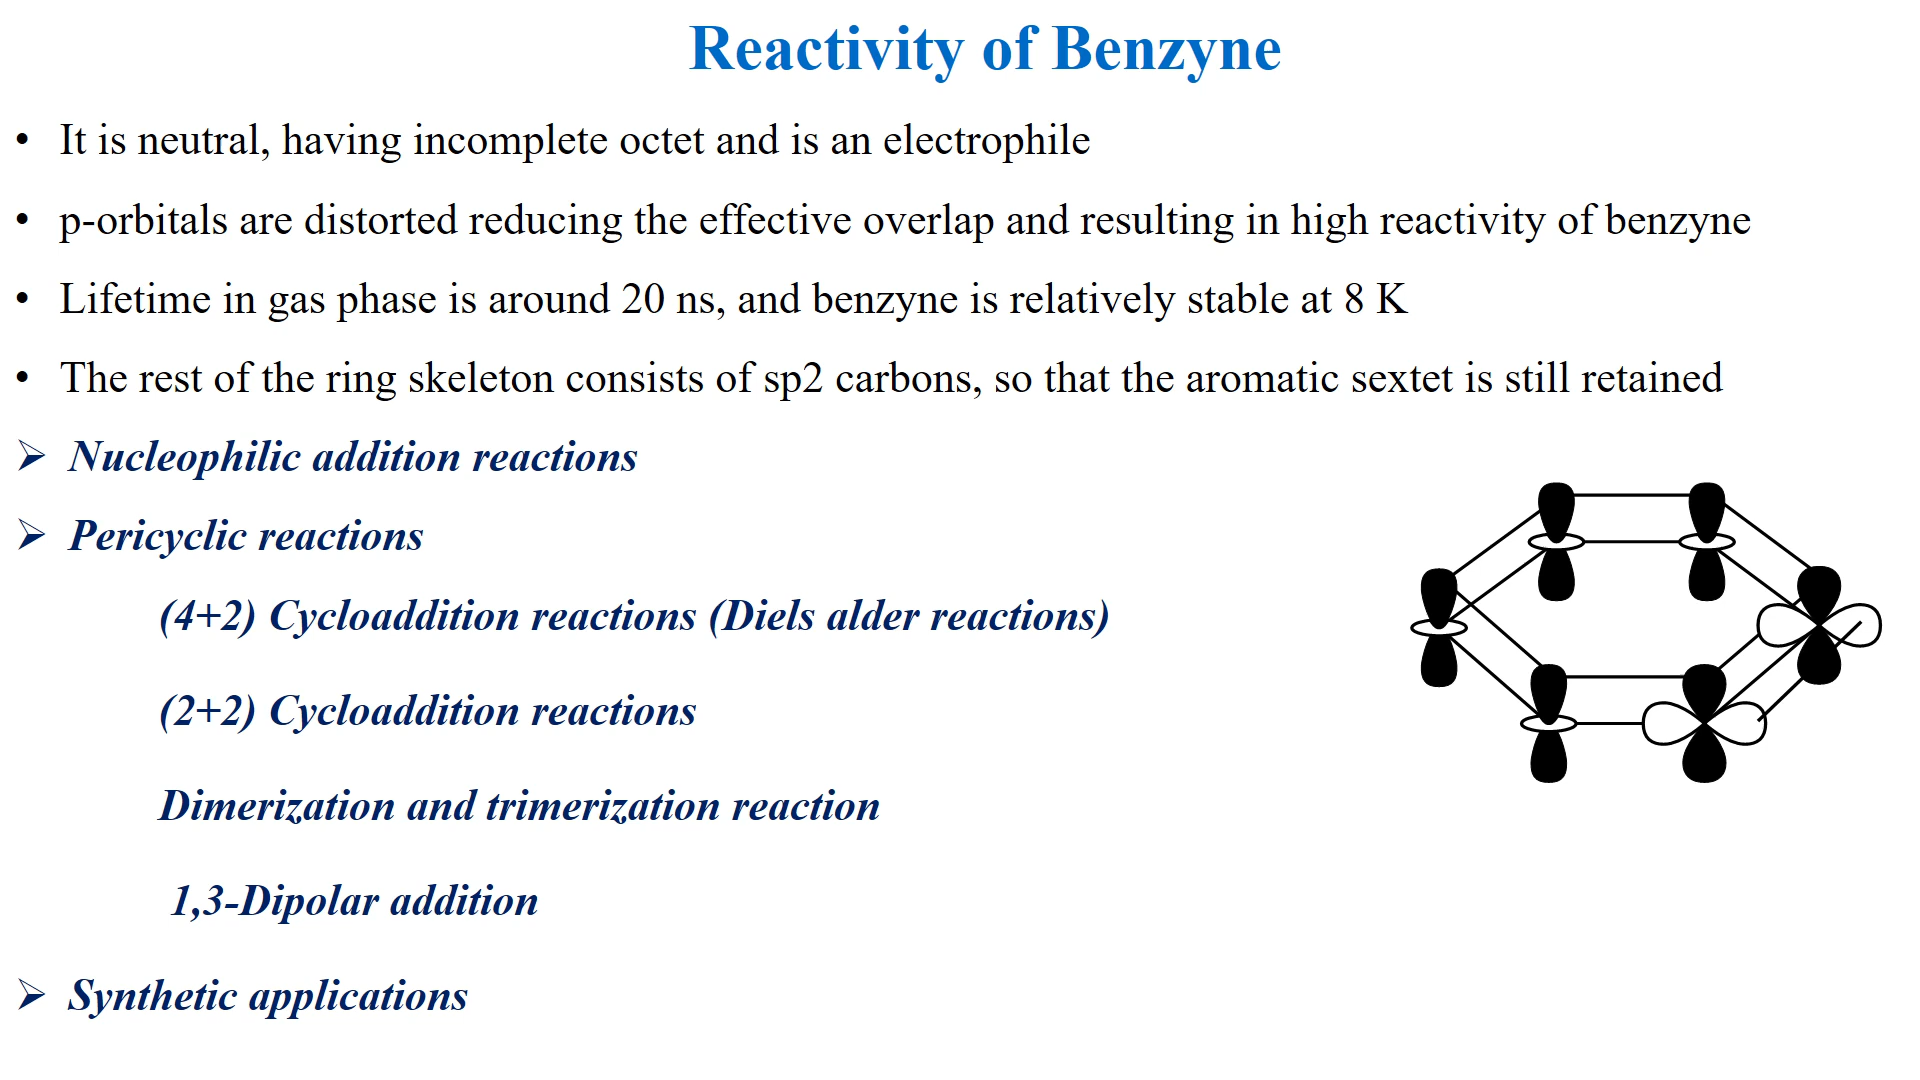 Reactivity of Benzyne
• It is neutral, having incomplete octet and is an electrophile
• p-orbitals are distorted reducing the effective overlap and resulting in high reactivity of benzyne
• Lifetime in gas phase is around 20 ns, and benzyne is relatively stable at 8 K
• The rest of the ring skeleton consists of sp2 carbons, so that the aromatic sextet is still retained
➢ Nucleophilic addition reactions
➢ Pericyclic reactions
(4+2) Cycloaddition reactions (Diels alder reactions)
(2+2) Cycloaddition reactions
Dimerization and trimerization reaction
1,3-Dipolar addition
➢ Synthetic applications